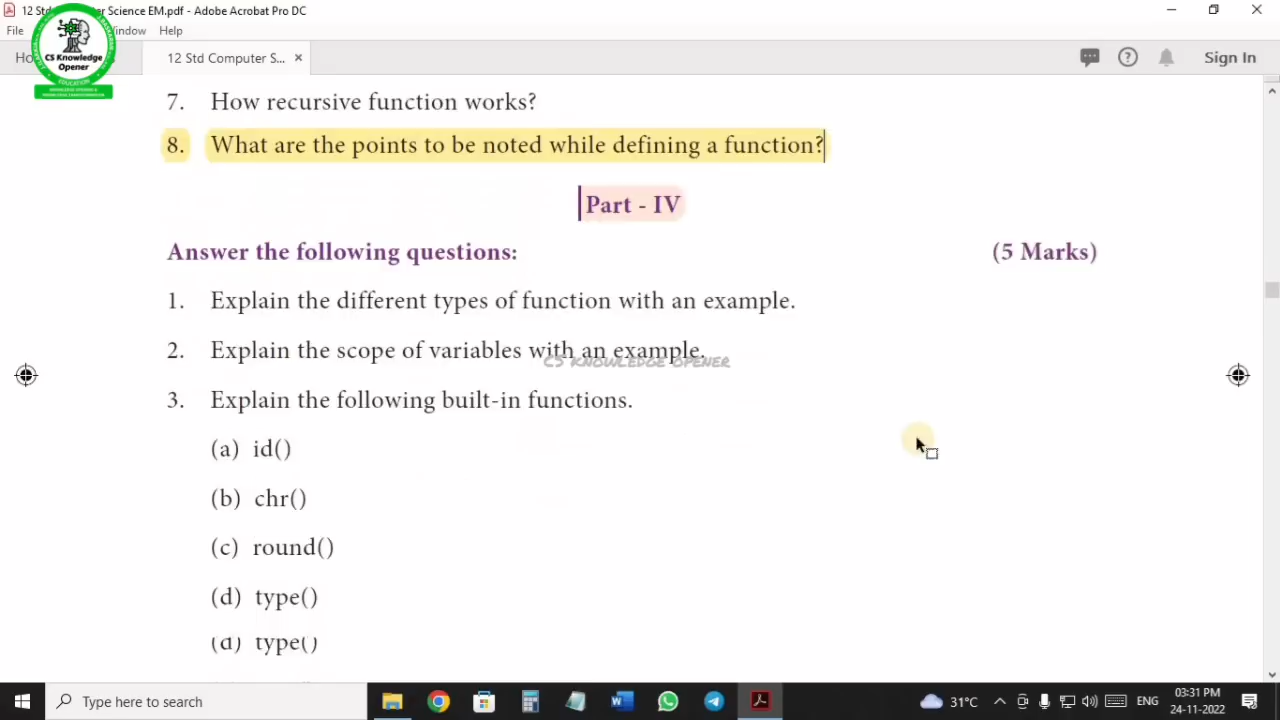 12 Std Computer Science EM.pdf - Adobe Acrobat Pro DC
File Window Help
CS Knowledge
Opener
EDUCATION
12 Std Computer S... ×
Sign In
7. How recursive function works?
8. What are the points to be noted while defining a function?
Part - IV
Answer the following questions: (5 Marks)
1. Explain the different types of function with an example.
2. Explain the scope of variables with an example.
CS KNOWLEDGE OPENER
3. Explain the following built-in functions.
(a) id()
(b) chr()
(c) round()
(d) type()
(d) type()
Type here to search
31°C ENG 03:31 PM
24-11-2022